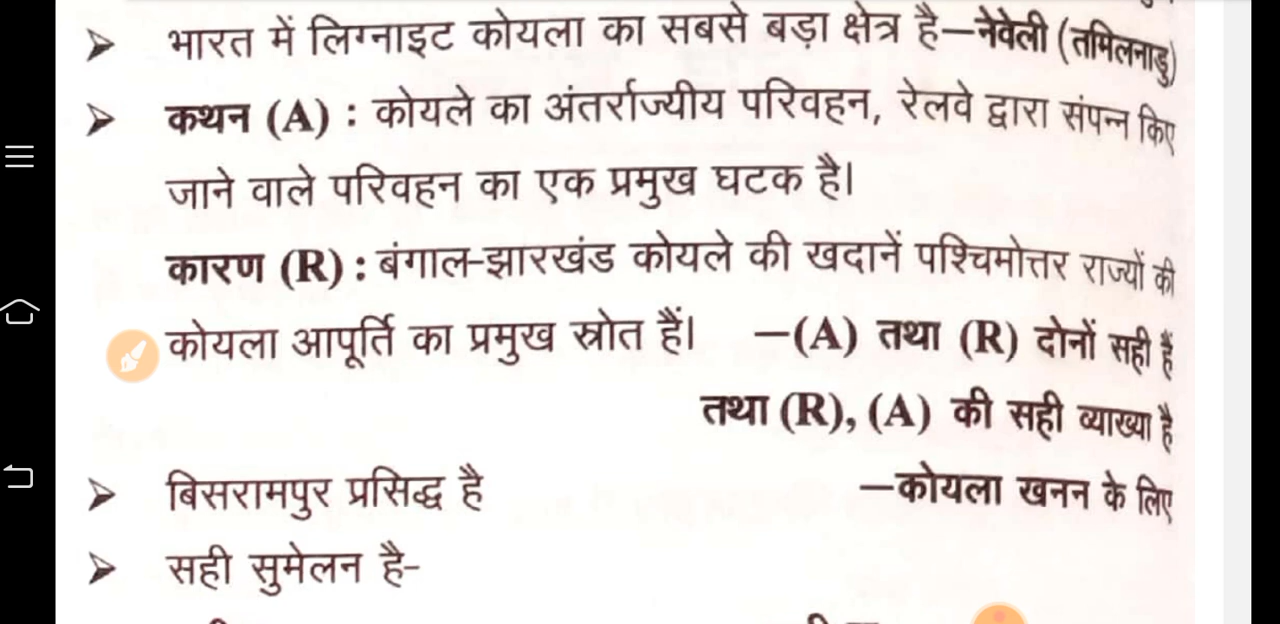 ➢ भारत में लिग्नाइट कोयला का सबसे बड़ा क्षेत्र है—नेवेली (तमिलनाडु)
➢ कथन (A) : कोयले का अंतर्राज्यीय परिवहन, रेलवे द्वारा संपन्न किए
जाने वाले परिवहन का एक प्रमुख घटक है।
कारण (R) : बंगाल-झारखंड कोयले की खदानें पश्चिमोत्तर राज्यों की
कोयला आपूर्ति का प्रमुख स्रोत हैं। —(A) तथा (R) दोनों सही हैं
तथा (R), (A) की सही व्याख्या है
➢ बिसरामपुर प्रसिद्ध है —कोयला खनन के लिए
➢ सही सुमेलन है-